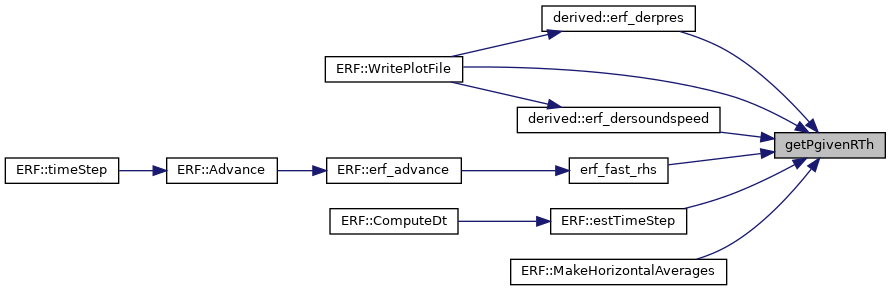 derived::erf_derpres
ERF::WritePlotFile
derived::erf_dersoundspeed
getPgivenRTh
ERF::timeStep
ERF::Advance
ERF::erf_advance
erf_fast_rhs
ERF::ComputeDt
ERF::estTimeStep
ERF::MakeHorizontalAverages